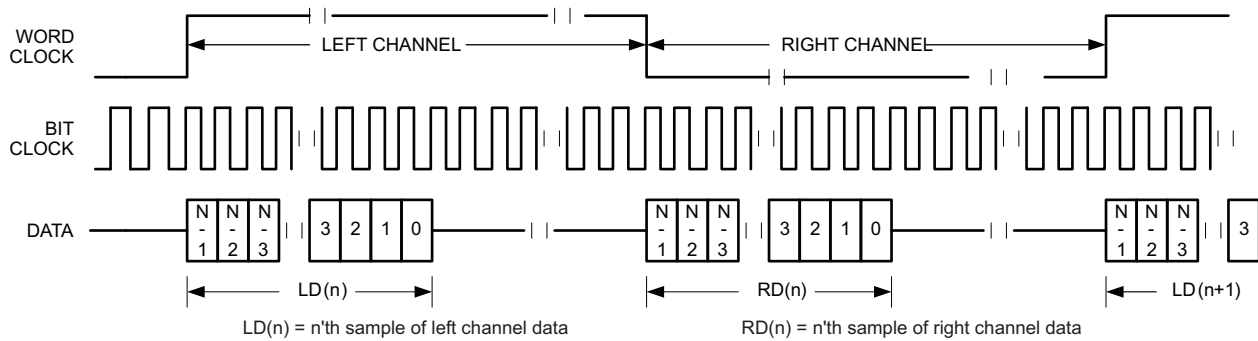 WORD
CLOCK
LEFT CHANNEL
RIGHT CHANNEL
BIT
CLOCK
DATA
N-1 N-2 N-3 3 2 1 0 N-1 N-2 N-3 3 2 1 0 N-1 N-2 N-3 3
LD(n) RD(n) LD(n+1)
LD(n) = n'th sample of left channel data
RD(n) = n'th sample of right channel data